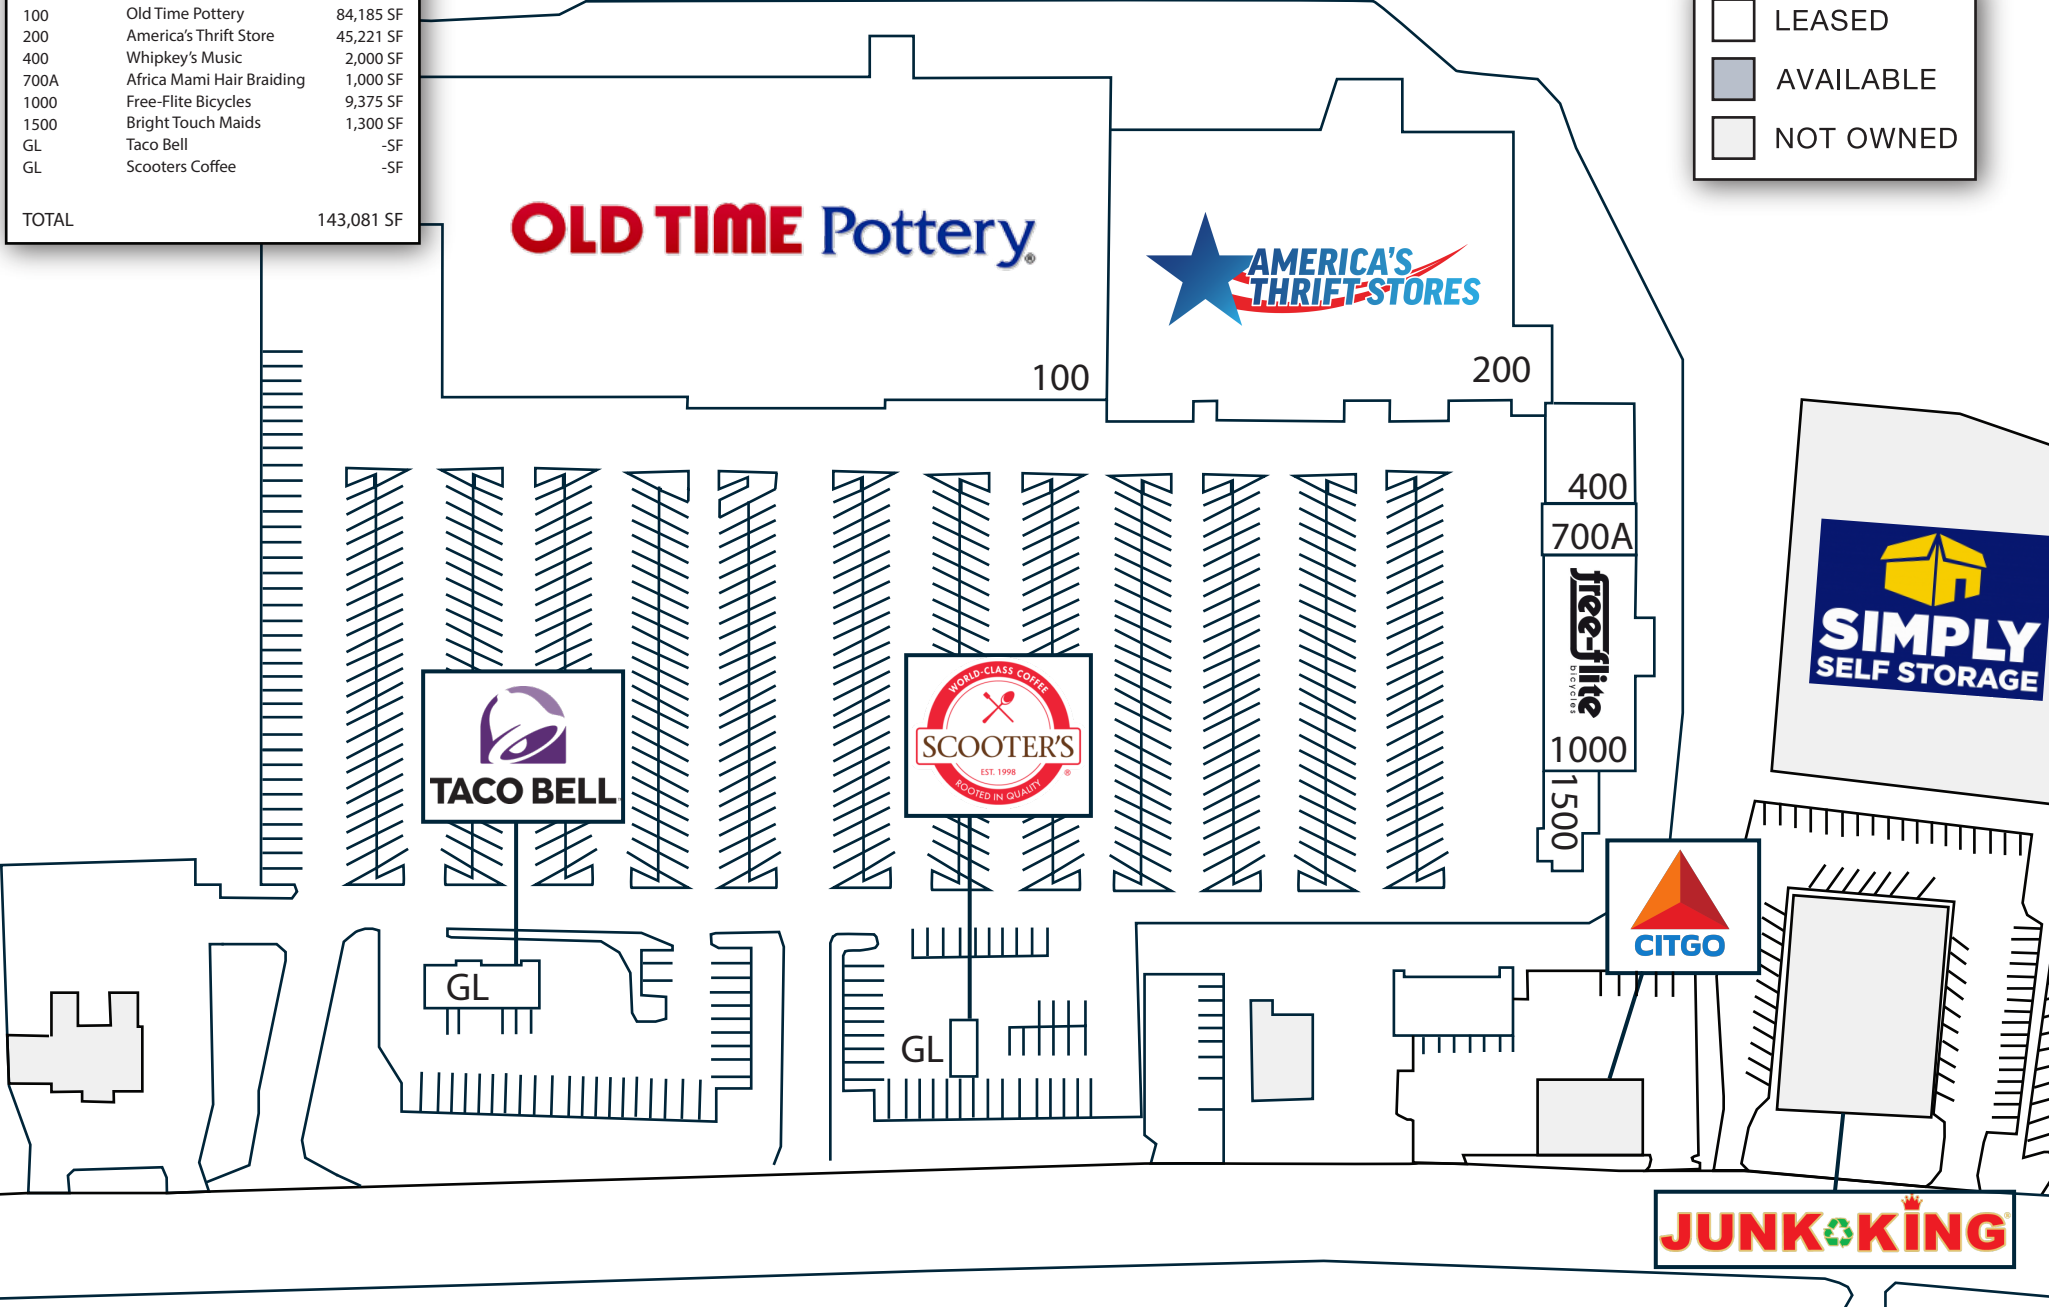 100 Old Time Pottery 84,185 SF
200 America's Thrift Store 45,221 SF
400 Whipkey's Music 2,000 SF
700A Africa Mami Hair Braiding 1,000 SF
1000 Free-Flite Bicycles 9,375 SF
1500 Bright Touch Maids 1,300 SF
GL Taco Bell -SF
GL Scooters Coffee -SF
TOTAL 143,081 SF
LEASED
AVAILABLE
NOT OWNED
OLD TIME Pottery®
AMERICA'S
THRIFT STORES
100
200
400
700A
free-flite
bicycles
1000
1500
SIMPLY
SELF STORAGE
TACO BELL
WORLD-CLASS COFFEE
SCOOTER'S
EST. 1998
®
ROOTED IN QUALITY
CITGO
GL
GL
JUNK KING